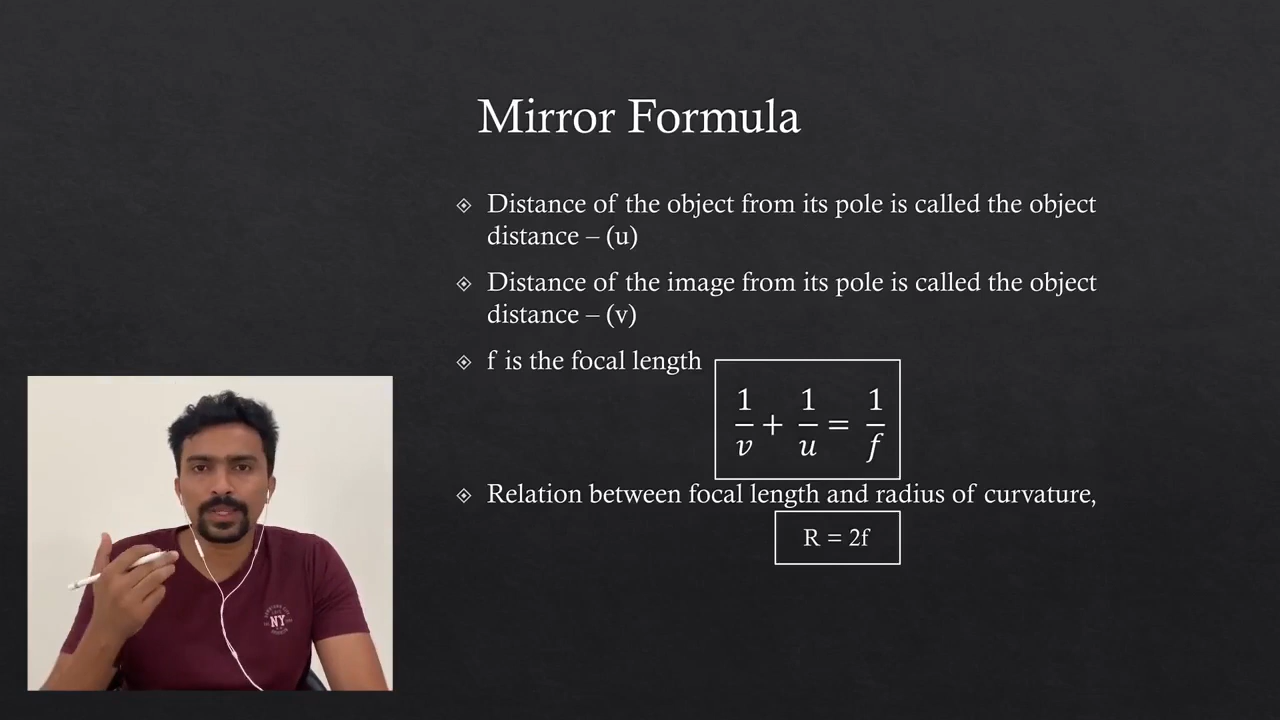 Mirror Formula
Distance of the object from its pole is called the object
distance – (u)
Distance of the image from its pole is called the object
distance – (v)
f is the focal length
1/v + 1/u = 1/f
Relation between focal length and radius of curvature,
R = 2f
NY